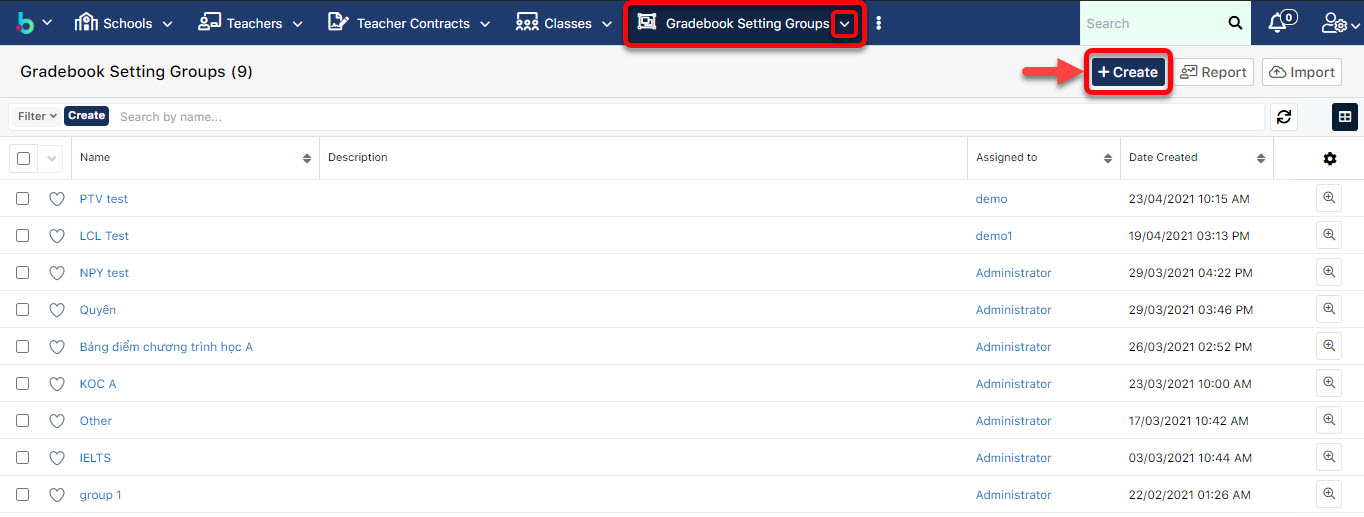 Schools Teachers Teacher Contracts Classes Gradebook Setting Groups Search 0
Gradebook Setting Groups (9) + Create Report Import
Filter Create Search by name...
Name Description Assigned to Date Created
PTV test demo 23/04/2021 10:15 AM
LCL Test demo1 19/04/2021 03:13 PM
NPY test Administrator 29/03/2021 04:22 PM
Quyên Administrator 29/03/2021 03:46 PM
Bảng điểm chương trình học A Administrator 26/03/2021 02:52 PM
KOC A Administrator 23/03/2021 10:00 AM
Other Administrator 17/03/2021 10:42 AM
IELTS Administrator 03/03/2021 10:44 AM
group 1 Administrator 22/02/2021 01:26 AM